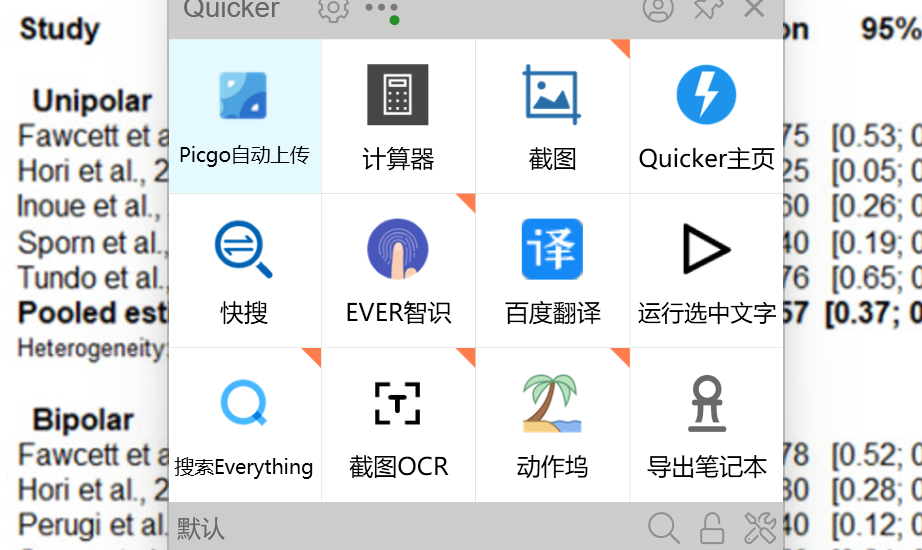 Quicker
Study on 95%
Unipolar
Picgo自动上传 计算器 截图 Quicker主页
Fawcett et a 75 [0.53; 0
Hori et al., 2 25 [0.05; 0
Inoue et al., 60 [0.26; 0
Sporn et al., 40 [0.19; 0
Tundo et al., 76 [0.65; 0
快搜 EVER智识 百度翻译 运行选中文字
译
Pooled esti 57 [0.37; 0
Heterogeneity:
Bipolar
Fawcett et a 78 [0.52; 0
搜索Everything 截图OCR 动作坞 导出笔记本
T
Hori et al., 2 80 [0.28; 0
Perugi et al. 40 [0.12; 0
默认